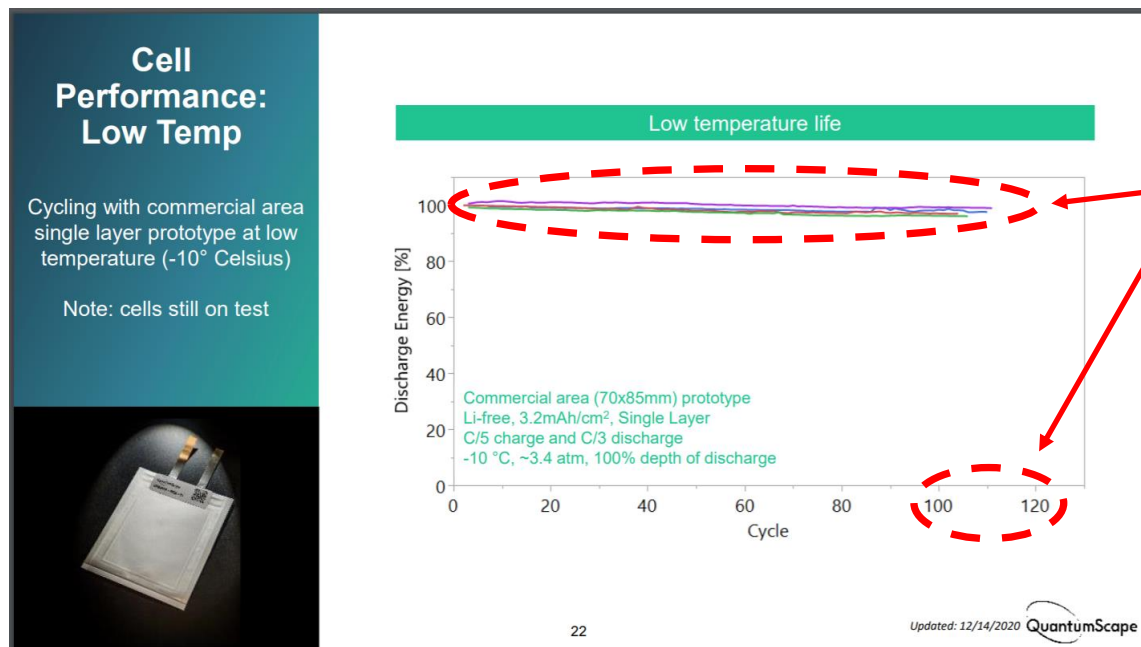 Cell
Performance:
Low Temp
Cycling with commercial area
single layer prototype at low
temperature (-10° Celsius)
Note: cells still on test
Low temperature life
Discharge Energy [%]
100
80
60
40
20
0
Commercial area (70x85mm) prototype
Li-free, 3.2mAh/cm², Single Layer
C/5 charge and C/3 discharge
-10 °C, ~3.4 atm, 100% depth of discharge
0 20 40 60 80 100 120
Cycle
22
Updated: 12/14/2020
QuantumScape